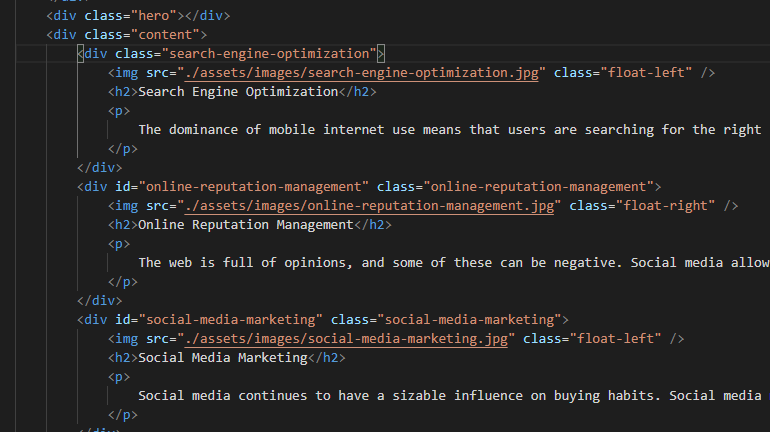 <div class="hero"></div>
<div class="content">
<div class="search-engine-optimization">
<img src="./assets/images/search-engine-optimization.jpg" class="float-left" />
<h2>Search Engine Optimization</h2>
<p>
The dominance of mobile internet use means that users are searching for the right
</p>
</div>
<div id="online-reputation-management" class="online-reputation-management">
<img src="./assets/images/online-reputation-management.jpg" class="float-right" />
<h2>Online Reputation Management</h2>
<p>
The web is full of opinions, and some of these can be negative. Social media allow
</p>
</div>
<div id="social-media-marketing" class="social-media-marketing">
<img src="./assets/images/social-media-marketing.jpg" class="float-left" />
<h2>Social Media Marketing</h2>
<p>
Social media continues to have a sizable influence on buying habits. Social media
</p>